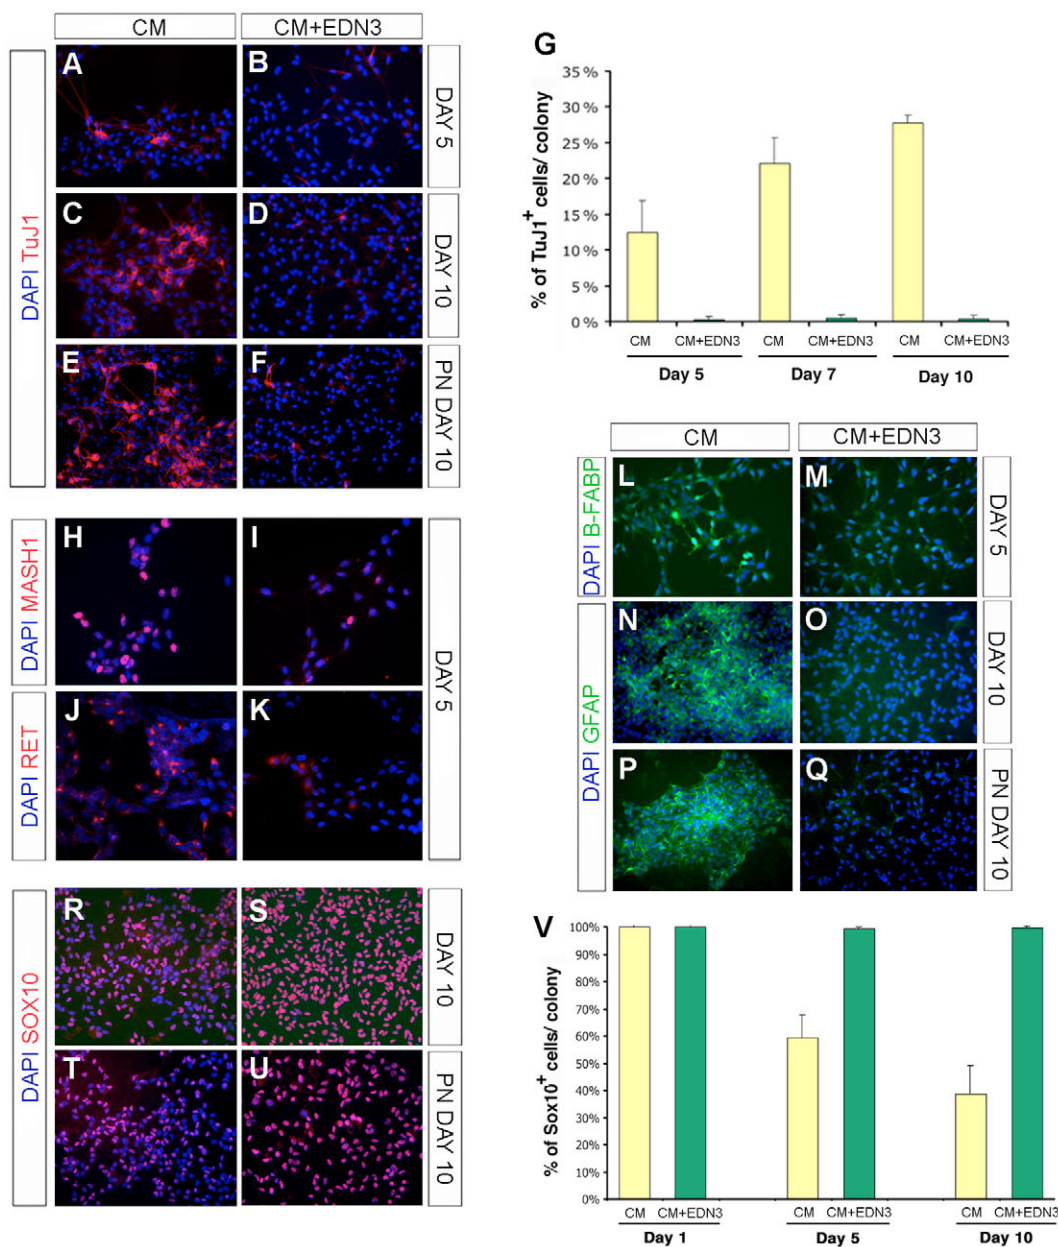 CM
CM+EDN3
DAPI TuJ1
A
B
DAY 5
C
D
DAY 10
E
F
PN DAY 10
G
% of TuJ1+ cells/ colony
35 %
30 %
25 %
20 %
15 %
10 %
5 %
0 %
CM CM+EDN3 CM CM+EDN3 CM CM+EDN3
Day 5 Day 7 Day 10
DAPI MASH1
H
I
DAPI RET
J
K
DAY 5
CM
CM+EDN3
DAPI B-FABP
L
M
DAY 5
DAPI GFAP
N
O
DAY 10
P
Q
PN DAY 10
DAPI SOX10
R
S
DAY 10
T
U
PN DAY 10
V
% of Sox10+ cells/ colony
100%
90%
80%
70%
60%
50%
40%
30%
20%
10%
0%
CM CM+EDN3 CM CM+EDN3 CM CM+EDN3
Day 1 Day 5 Day 10